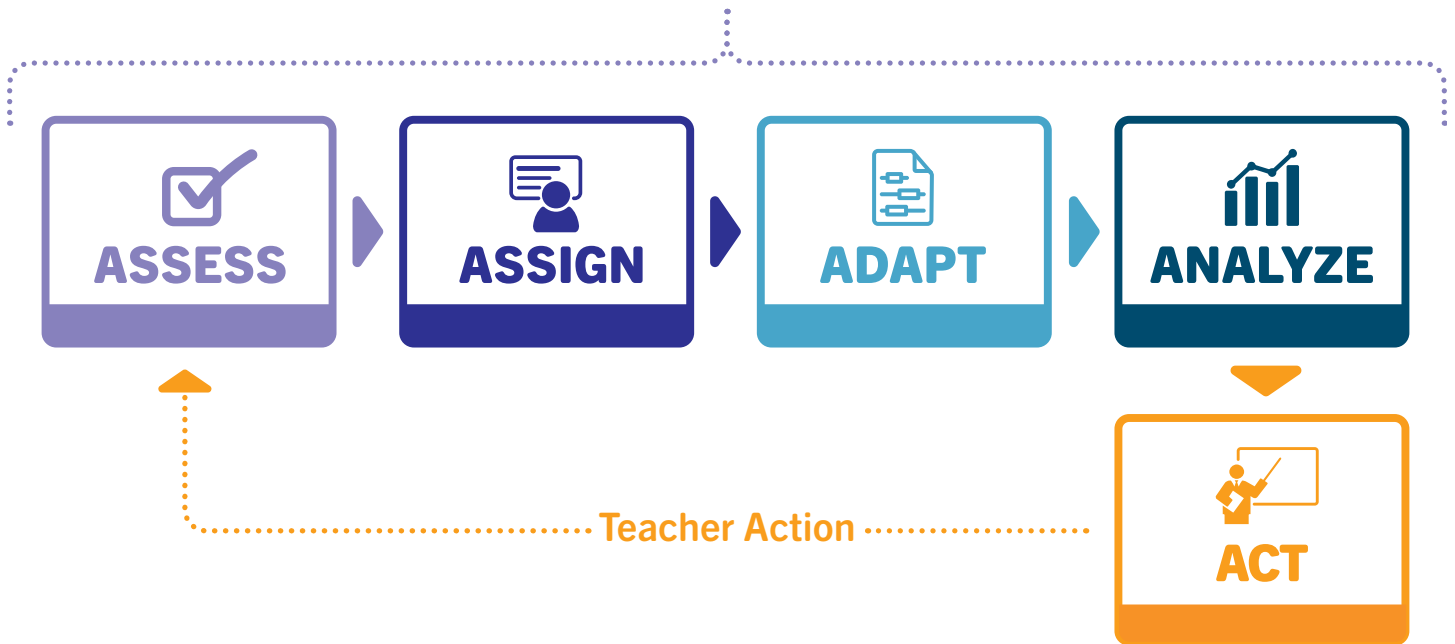 ASSESS
ASSIGN
ADAPT
ANALYZE
Teacher Action
ACT